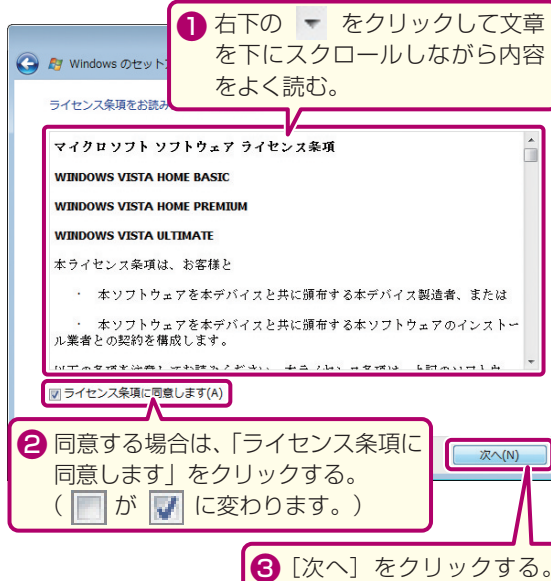 ❶ 右下の ▼ をクリックして文章
を下にスクロールしながら内容
をよく読む。
Windows のセット
ライセンス条項をお読み
マイクロソフト ソフトウェア ライセンス条項
WINDOWS VISTA HOME BASIC
WINDOWS VISTA HOME PREMIUM
WINDOWS VISTA ULTIMATE
本ライセンス条項は、お客様と
・ 本ソフトウェアを本デバイスと共に頒布する本デバイス製造者、または
・ 本ソフトウェアを本デバイスと共に頒布する本ソフトウェアのインストー
ル業者との契約を構成します。
ライセンス条項に同意します(A)
❷ 同意する場合は、「ライセンス条項に
同意します」をクリックする。
( が に変わります。)
次へ(N)
❸ [次へ] をクリックする。